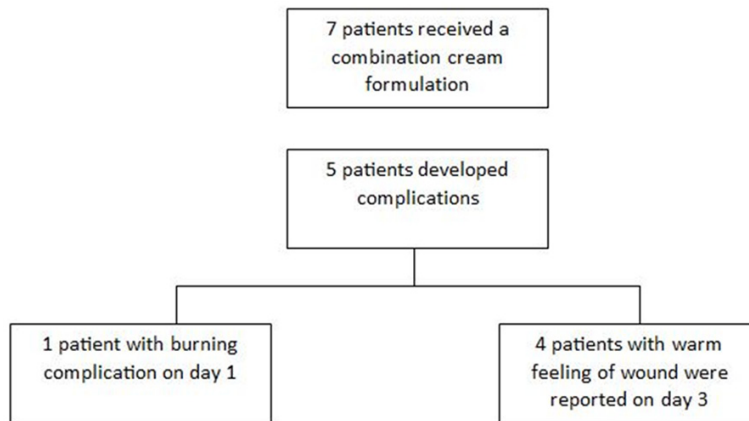 7 patients received a
combination cream
formulation
5 patients developed
complications
1 patient with burning
complication on day 1
4 patients with warm
feeling of wound were
reported on day 3